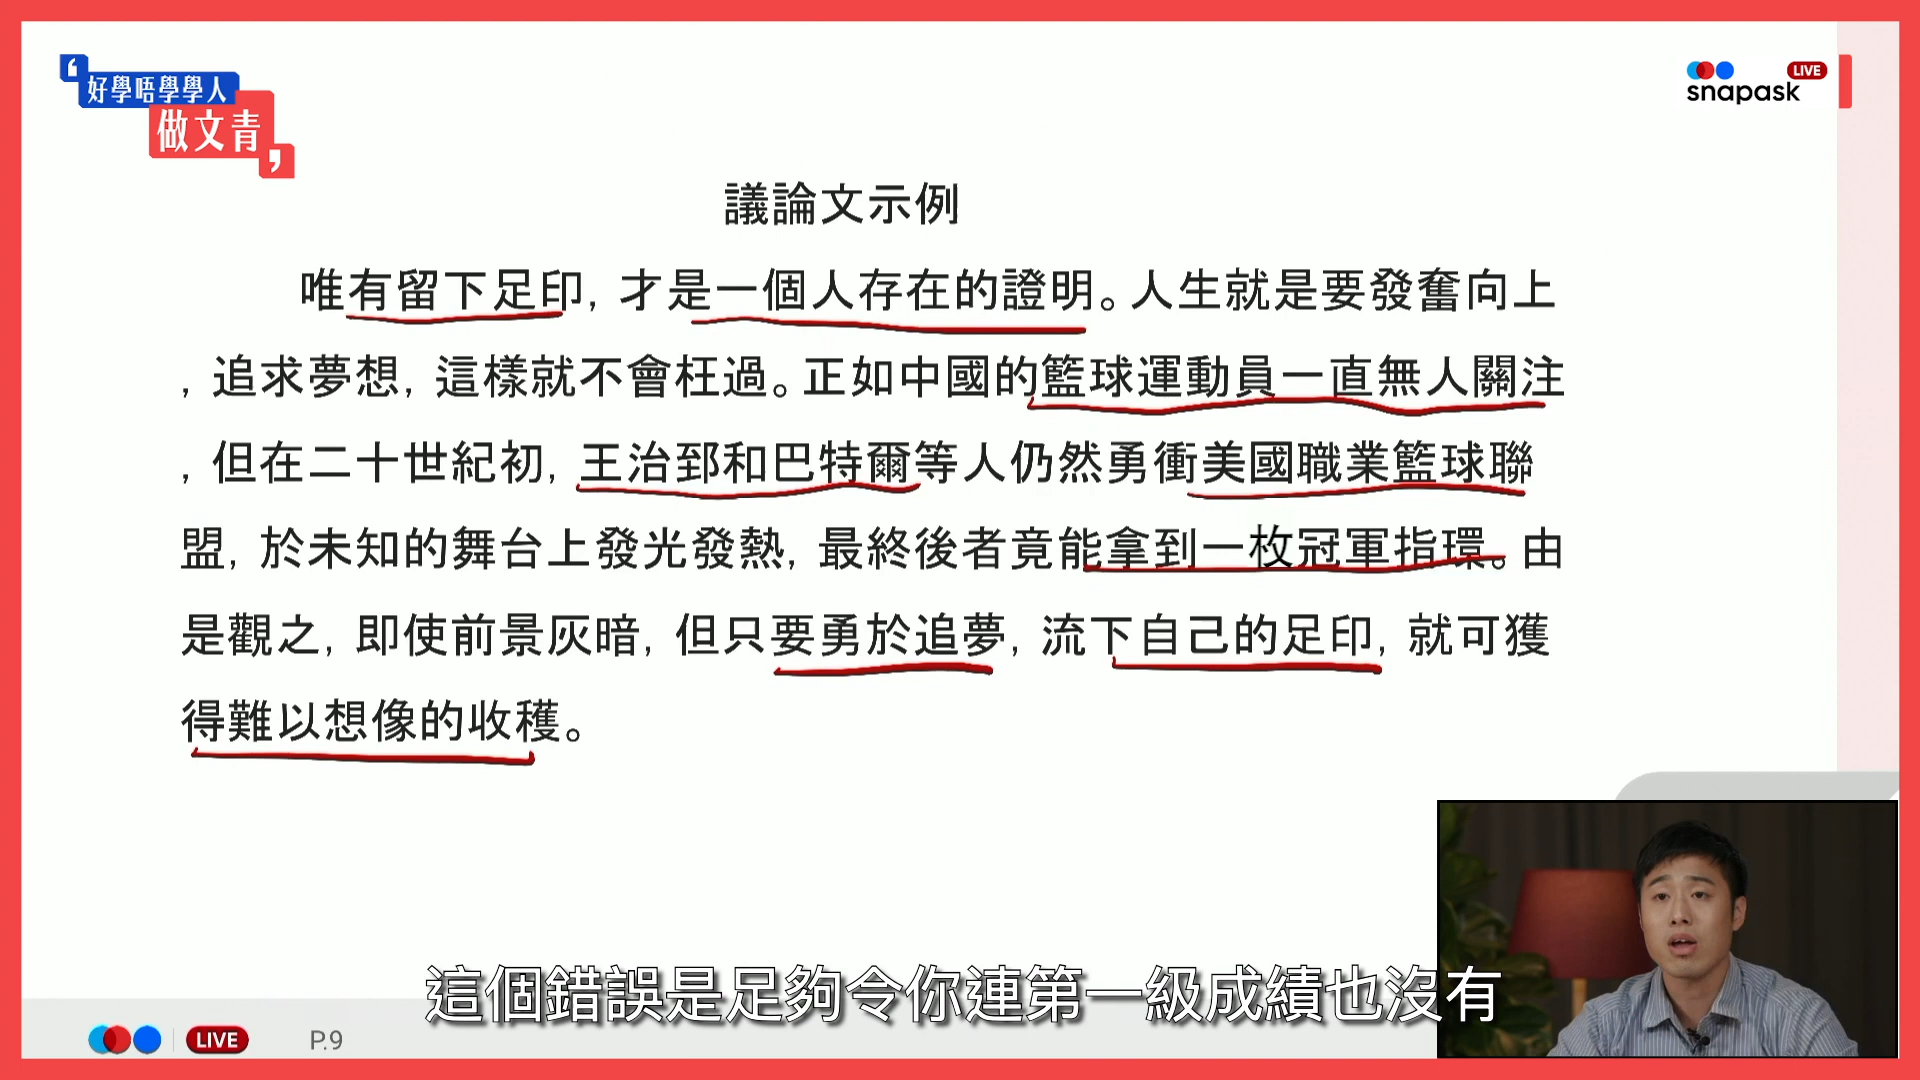 好學唔學學人
做文青
LIVE
snapask
議論文示例
唯有留下足印，才是一個人存在的證明。人生就是要發奮向上
，追求夢想，這樣就不會枉過。正如中國的籃球運動員一直無人關注
，但在二十世紀初，王治郅和巴特爾等人仍然勇衝美國職業籃球聯
盟，於未知的舞台上發光發熱，最終後者竟能拿到一枚冠軍指環。由
是觀之，即使前景灰暗，但只要勇於追夢，流下自己的足印，就可獲
得難以想像的收穫。
這個錯誤是足夠令你連第一級成績也沒有
LIVE
P.9